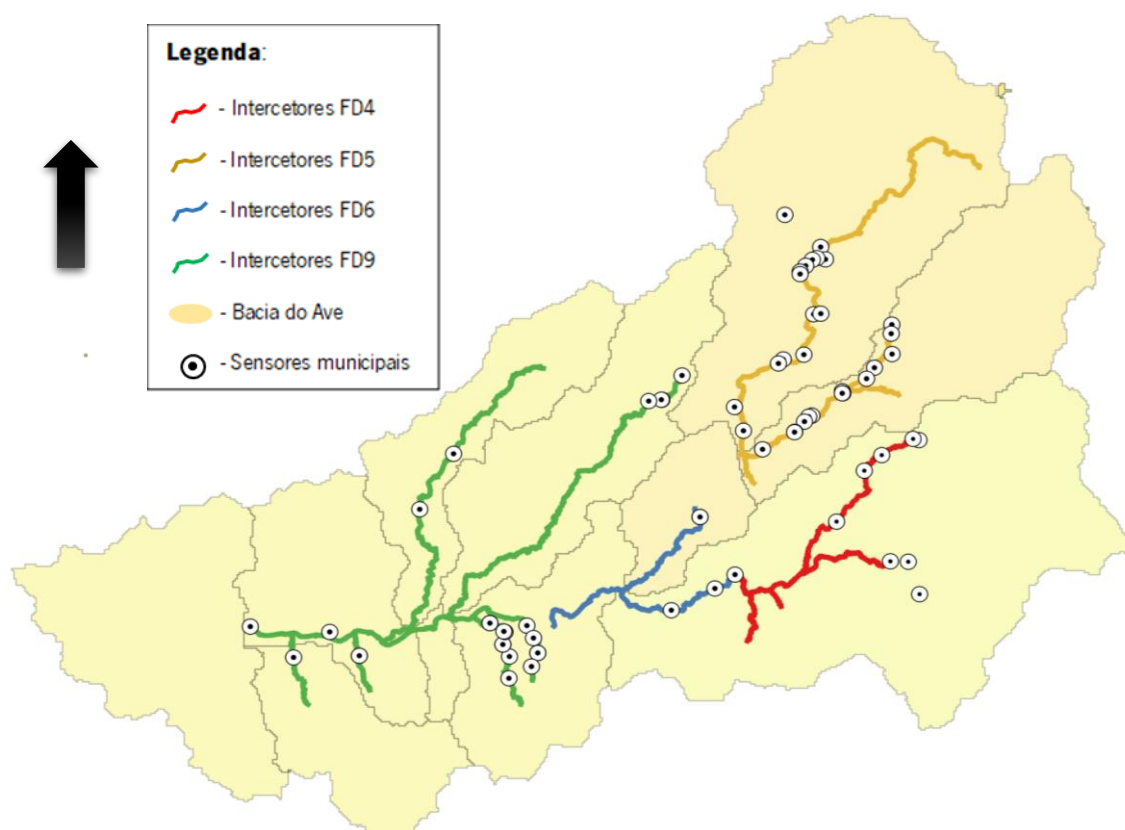 Legenda:
- Intercetores FD4
- Intercetores FD5
- Intercetores FD6
- Intercetores FD9
- Bacia do Ave
- Sensores municipais